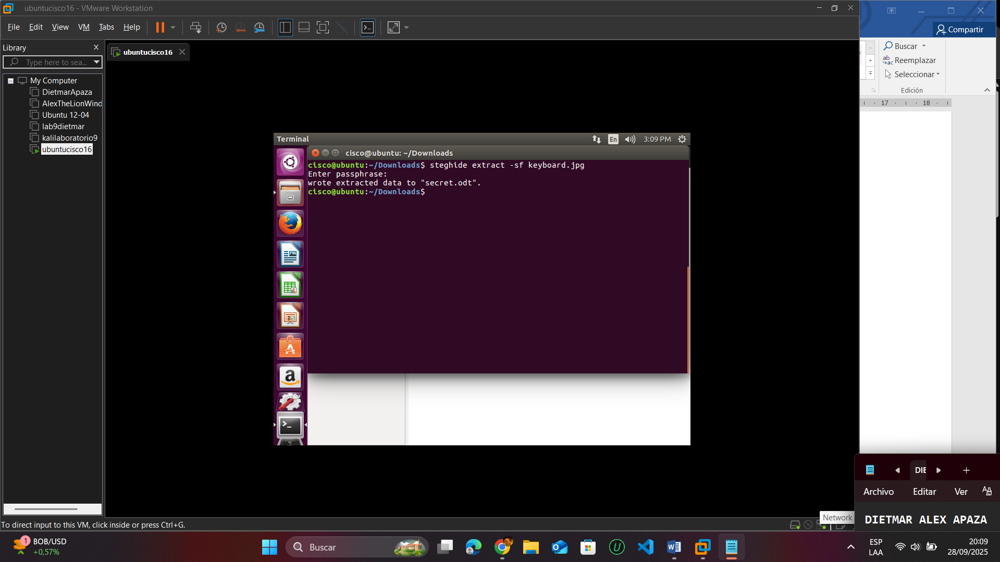 ubuntucisco16 - VMware Workstation
File Edit View VM Tabs Help
Library
Type here to sea...
My Computer
DietmarApaza
AlexTheLionWind
Ubuntu 12-04
lab9dietmar
kalilaboratorio9
ubuntucisco16
ubuntucisco16
Terminal
En
3:09 PM
cisco@ubuntu: ~/Downloads
cisco@ubuntu:~/Downloads$ steghide extract -sf keyboard.jpg
Enter passphrase:
wrote extracted data to "secret.odt".
cisco@ubuntu:~/Downloads$
To direct input to this VM, click inside or press Ctrl+G.
Network
Compartir
Buscar
Reemplazar
Seleccionar
Edición
17 18
DIE
Archivo Editar Ver
DIETMAR ALEX APAZA
1
BOB/USD
+0,57%
Buscar
ESP
LAA
20:09
28/09/2025